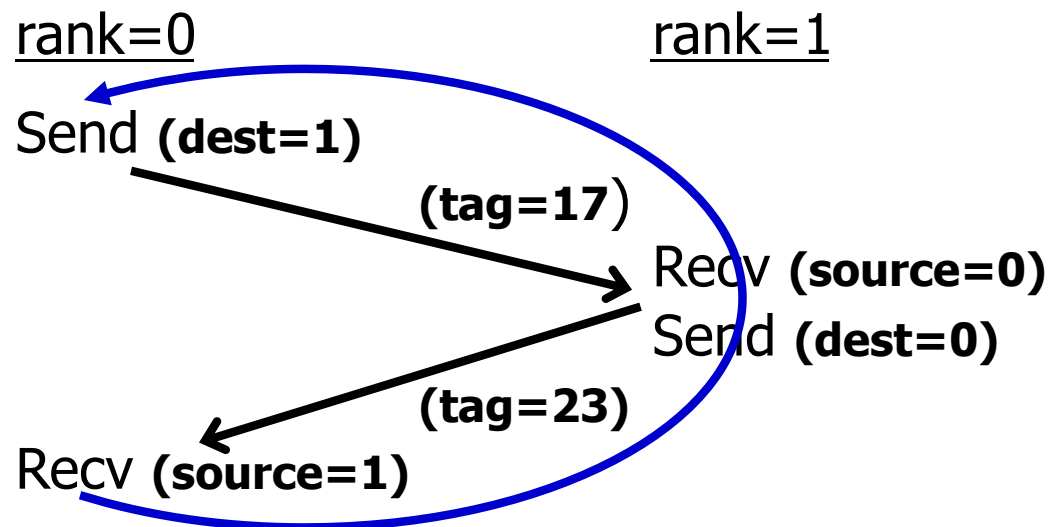 rank=0 rank=1
Send (dest=1)
(tag=17)
Recv (source=0)
Send (dest=0)
(tag=23)
Recv (source=1)